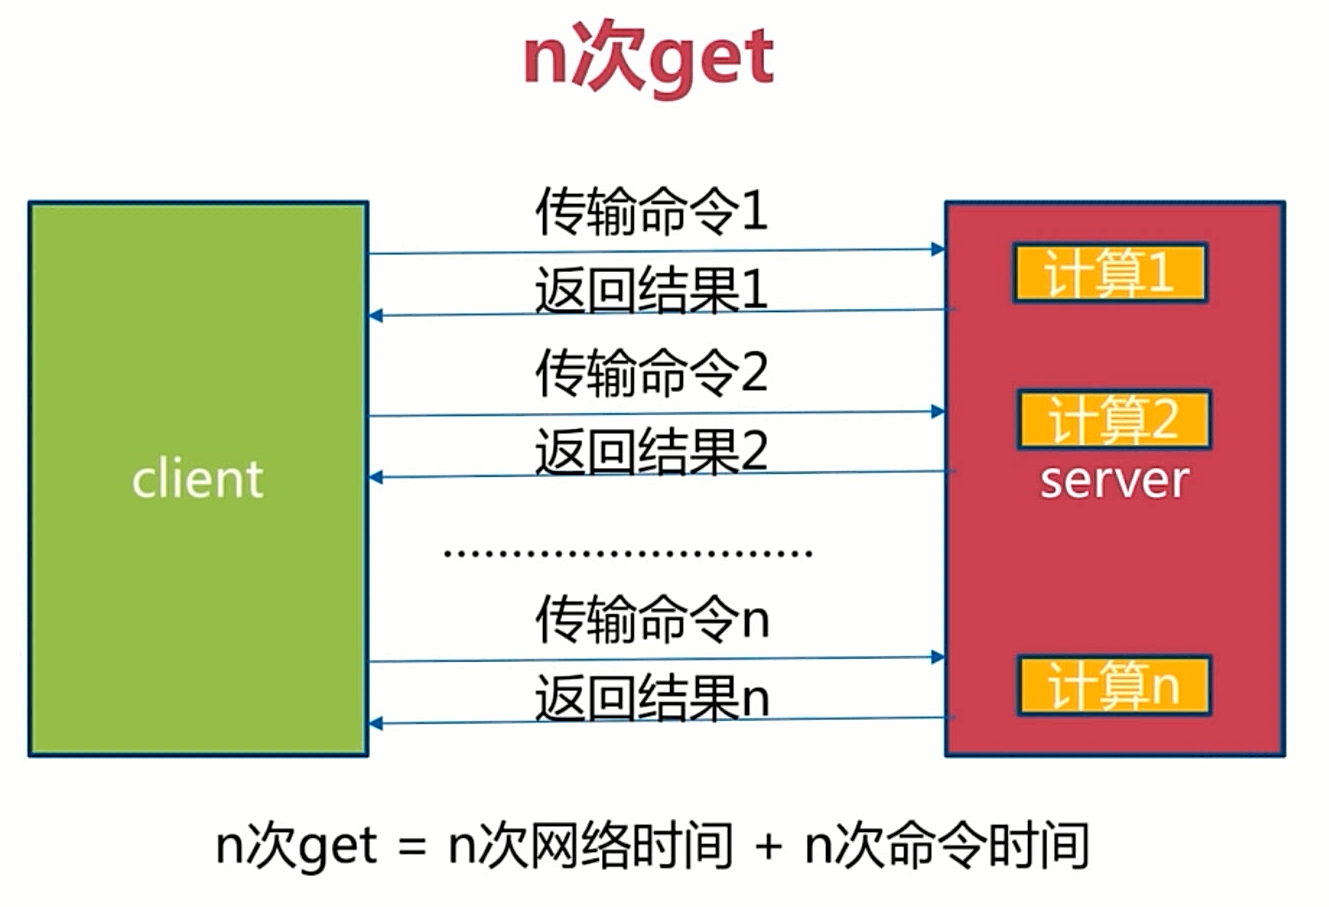 n次get
传输命令1
计算1
返回结果1
传输命令2
计算2
返回结果2
client
server
...........................
传输命令n
计算n
返回结果n
n次get = n次网络时间 + n次命令时间